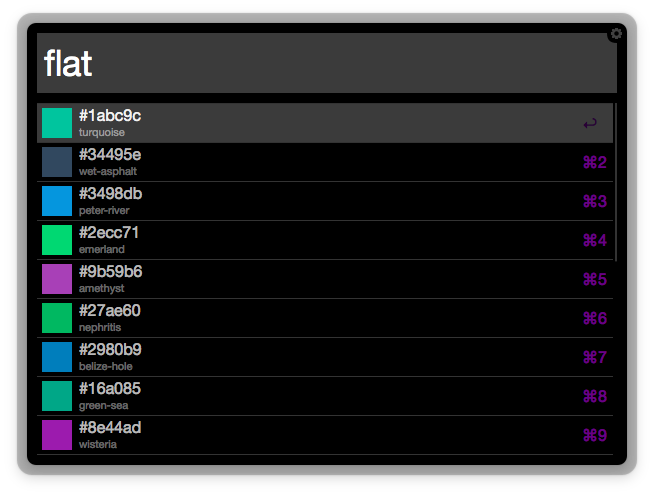 flat
#1abc9c
turquoise
↩
#34495e
wet-asphalt
⌘2
#3498db
peter-river
⌘3
#2ecc71
emerland
⌘4
#9b59b6
amethyst
⌘5
#27ae60
nephritis
⌘6
#2980b9
belize-hole
⌘7
#16a085
green-sea
⌘8
#8e44ad
wisteria
⌘9